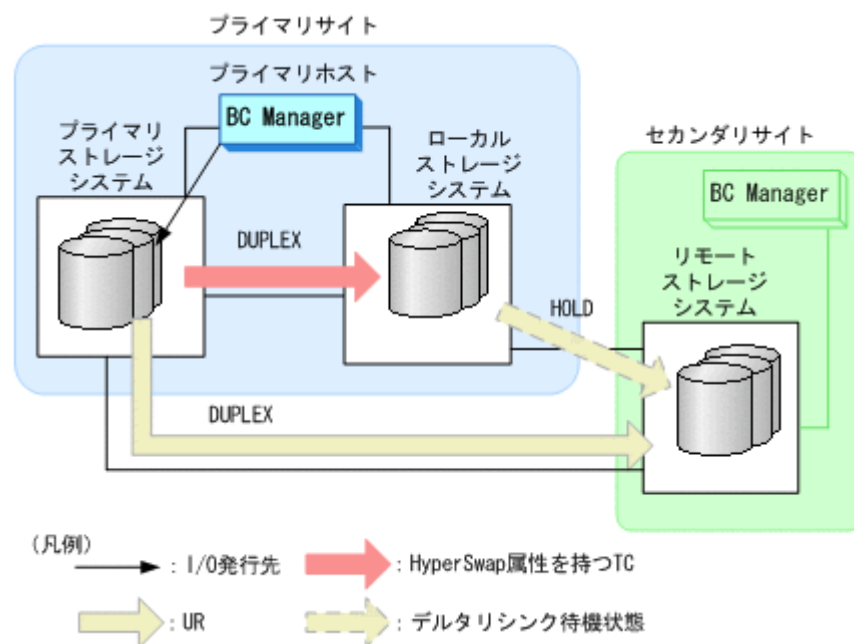 プライマリサイト
プライマリホスト
BC Manager
プライマリ
ストレージ
システム
ローカル
ストレージ
システム
セカンダリサイト
BC Manager
リモート
ストレージ
システム
DUPLEX
HOLD
DUPLEX
(凡例)
: I/O発行先
: HyperSwap属性を持つTC
: UR
: デルタリシンク待機状態